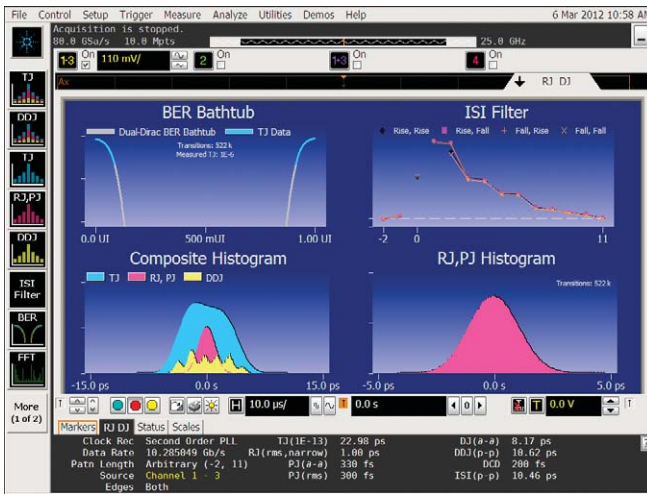 File Control Setup Trigger Measure Analyze Utilities Demos Help 6 Mar 2012 10:58 AM
Acquisition is stopped.
80.0 GSa/s 10.0 Mpts 25.0 GHz
1-3 On 110 mV/ 2 On 1-3 On 4 On
Ax RJ DJ
TJ
DDJ
TJ
RJ,PJ
DDJ
ISI
Filter
BER
FFT
More
(1 of 2)
BER Bathtub
Dual-Dirac BER Bathtub TJ Data
Transitions: 522 k
Measured TJ: 1E-6
0.0 UI 500 mUI 1.00 UI
ISI Filter
Rise, Rise Rise, Fall Fall, Rise Fall, Fall
-2 0 11
Composite Histogram
TJ RJ, PJ DDJ
-15.0 ps 0.0 s 15.0 ps
RJ,PJ Histogram
Transitions: 522 k
-5.0 ps 0.0 s 5.0 ps
H 10.0 µs/ 0.0 s 0 T 0.0 V
Markers RJ DJ Status Scales
Clock Rec Second Order PLL TJ(1E-13) 22.98 ps DJ(∂-∂) 8.17 ps
Data Rate 10.285049 Gb/s RJ(rms,narrow) 1.00 ps DDJ(p-p) 10.62 ps
Patn Length Arbitrary (-2, 11) PJ(∂-∂) 330 fs DCD 200 fs
Source Channel 1 - 3 PJ(rms) 300 fs ISI(p-p) 10.46 ps
Edges Both